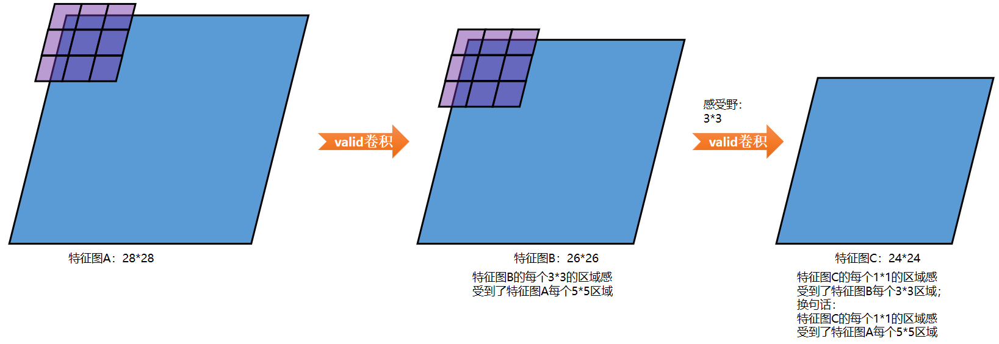 感受野：
3*3
valid卷积
valid卷积
特征图A：28*28
特征图B：26*26
特征图C：24*24
特征图B的每个3*3的区域感
受到了特征图A每个5*5区域
特征图C的每个1*1的区域感
受到了特征图B每个3*3区域；
换句话：
特征图C的每个1*1的区域感
受到了特征图A每个5*5区域